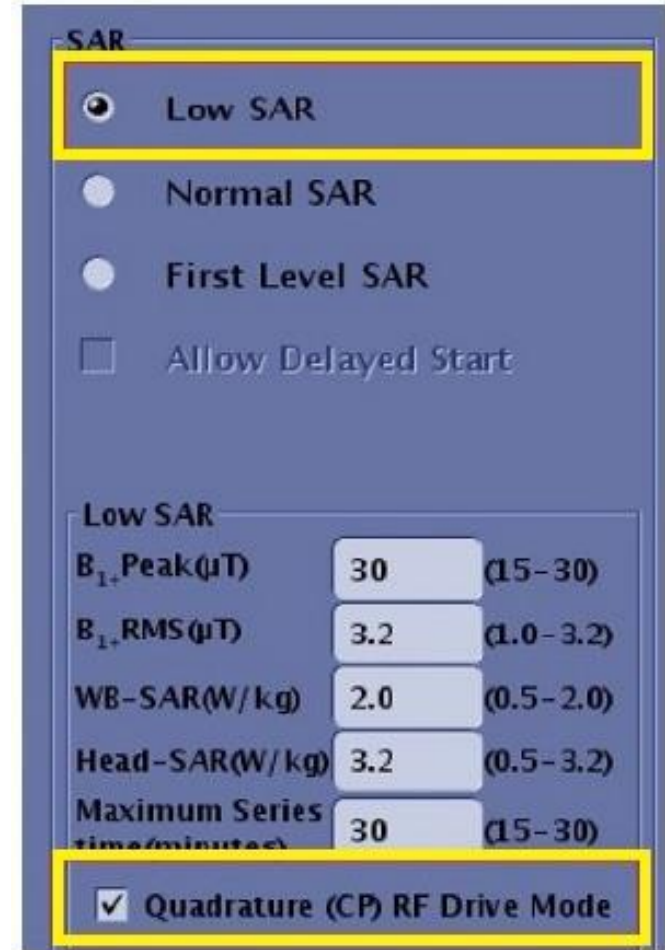 SAR
Low SAR
Normal SAR
First Level SAR
Allow Delayed Start
Low SAR
B1+Peak(µT) 30 (15-30)
B1+RMS(µT) 3.2 (1.0-3.2)
WB-SAR(W/kg) 2.0 (0.5-2.0)
Head-SAR(W/kg) 3.2 (0.5-3.2)
Maximum Series
time(minutes) 30 (15-30)
Quadrature (CP) RF Drive Mode